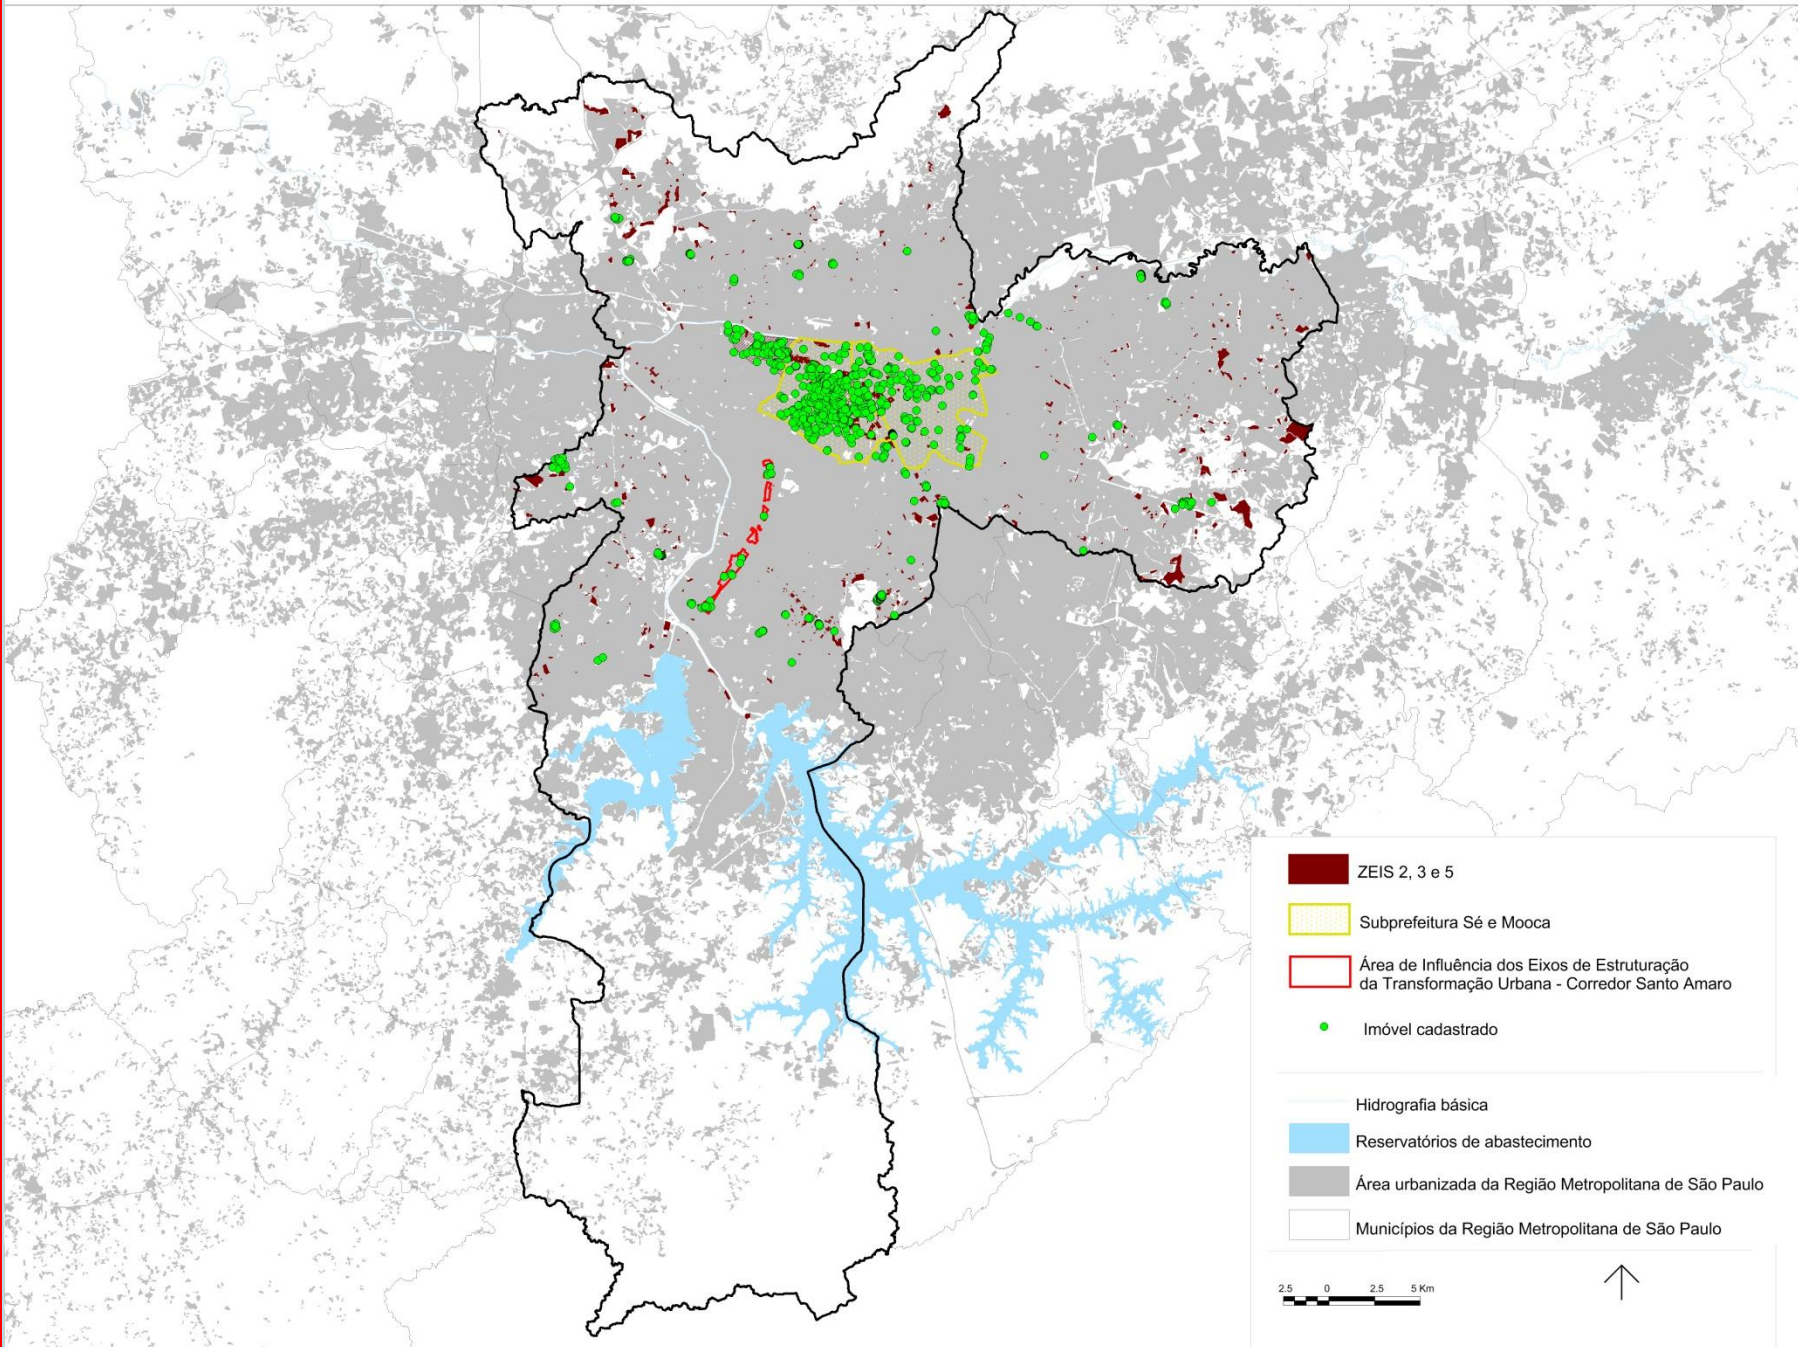 ZEIS 2, 3 e 5
Subprefeitura Sé e Mooca
Área de Influência dos Eixos de Estruturação
da Transformação Urbana - Corredor Santo Amaro
Imóvel cadastrado
Hidrografia básica
Reservatórios de abastecimento
Área urbanizada da Região Metropolitana de São Paulo
Municípios da Região Metropolitana de São Paulo
2.5 0 2.5 5 Km